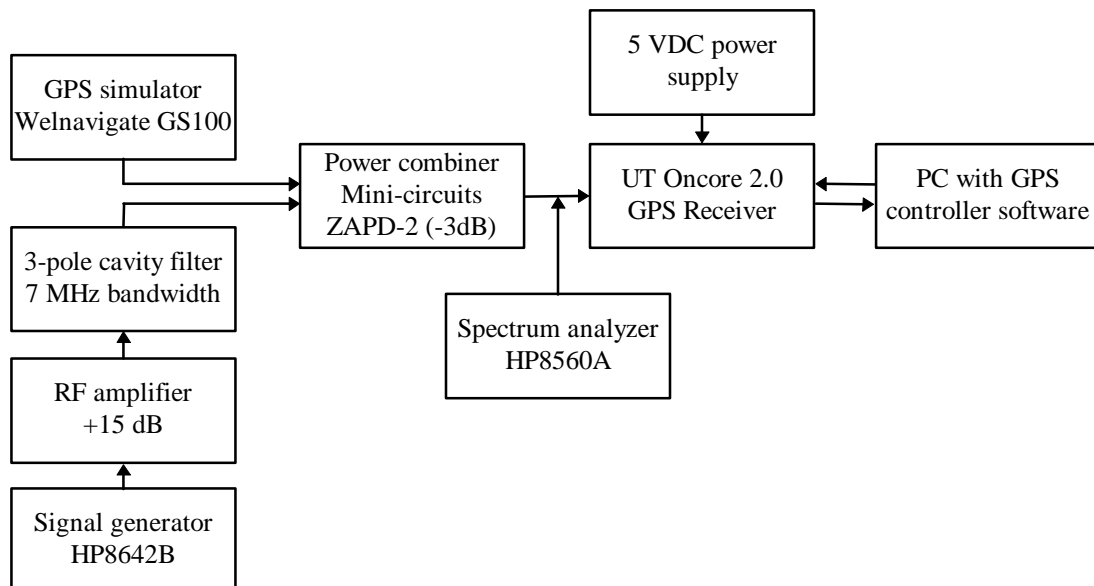 GPS simulator
Welnavigate GS100
5 VDC power
supply
Power combiner
Mini-circuits
ZAPD-2 (-3dB)
UT Oncore 2.0
GPS Receiver
PC with GPS
controller software
3-pole cavity filter
7 MHz bandwidth
Spectrum analyzer
HP8560A
RF amplifier
+15 dB
Signal generator
HP8642B